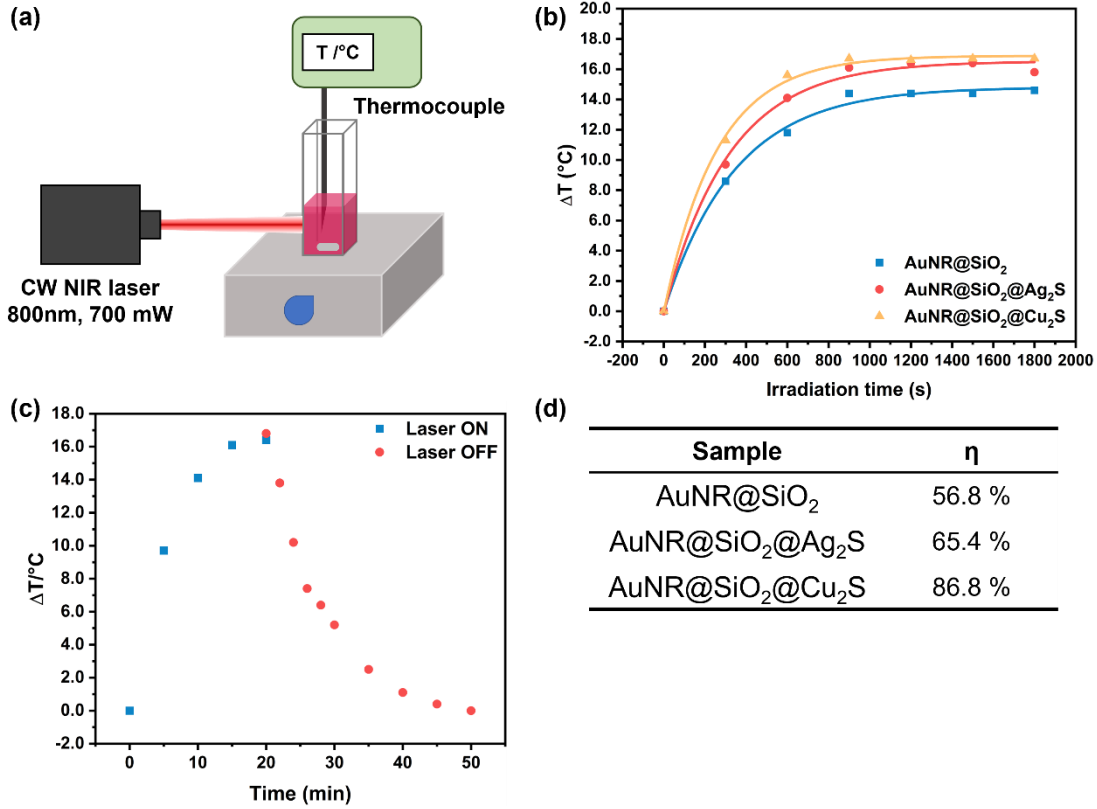 (a)
T /°C
Thermocouple
CW NIR laser
800nm, 700 mW
(b)
18.0
16.0
14.0
12.0
10.0
8.0
6.0
4.0
2.0
0.0
-2.0
ΔT (°C)
AuNR@SiO₂
AuNR@SiO₂@Ag₂S
AuNR@SiO₂@Cu₂S
-200 0 200 400 600 800 1000 1200 1400 1600 1800 2000
Irradiation time (s)
(c)
18.0
16.0
14.0
12.0
10.0
8.0
6.0
4.0
2.0
0.0
-2.0
ΔT/°C
Laser ON
Laser OFF
0 10 20 30 40 50
Time (min)
(d)
Sample η
AuNR@SiO₂ 56.8 %
AuNR@SiO₂@Ag₂S 65.4 %
AuNR@SiO₂@Cu₂S 86.8 %